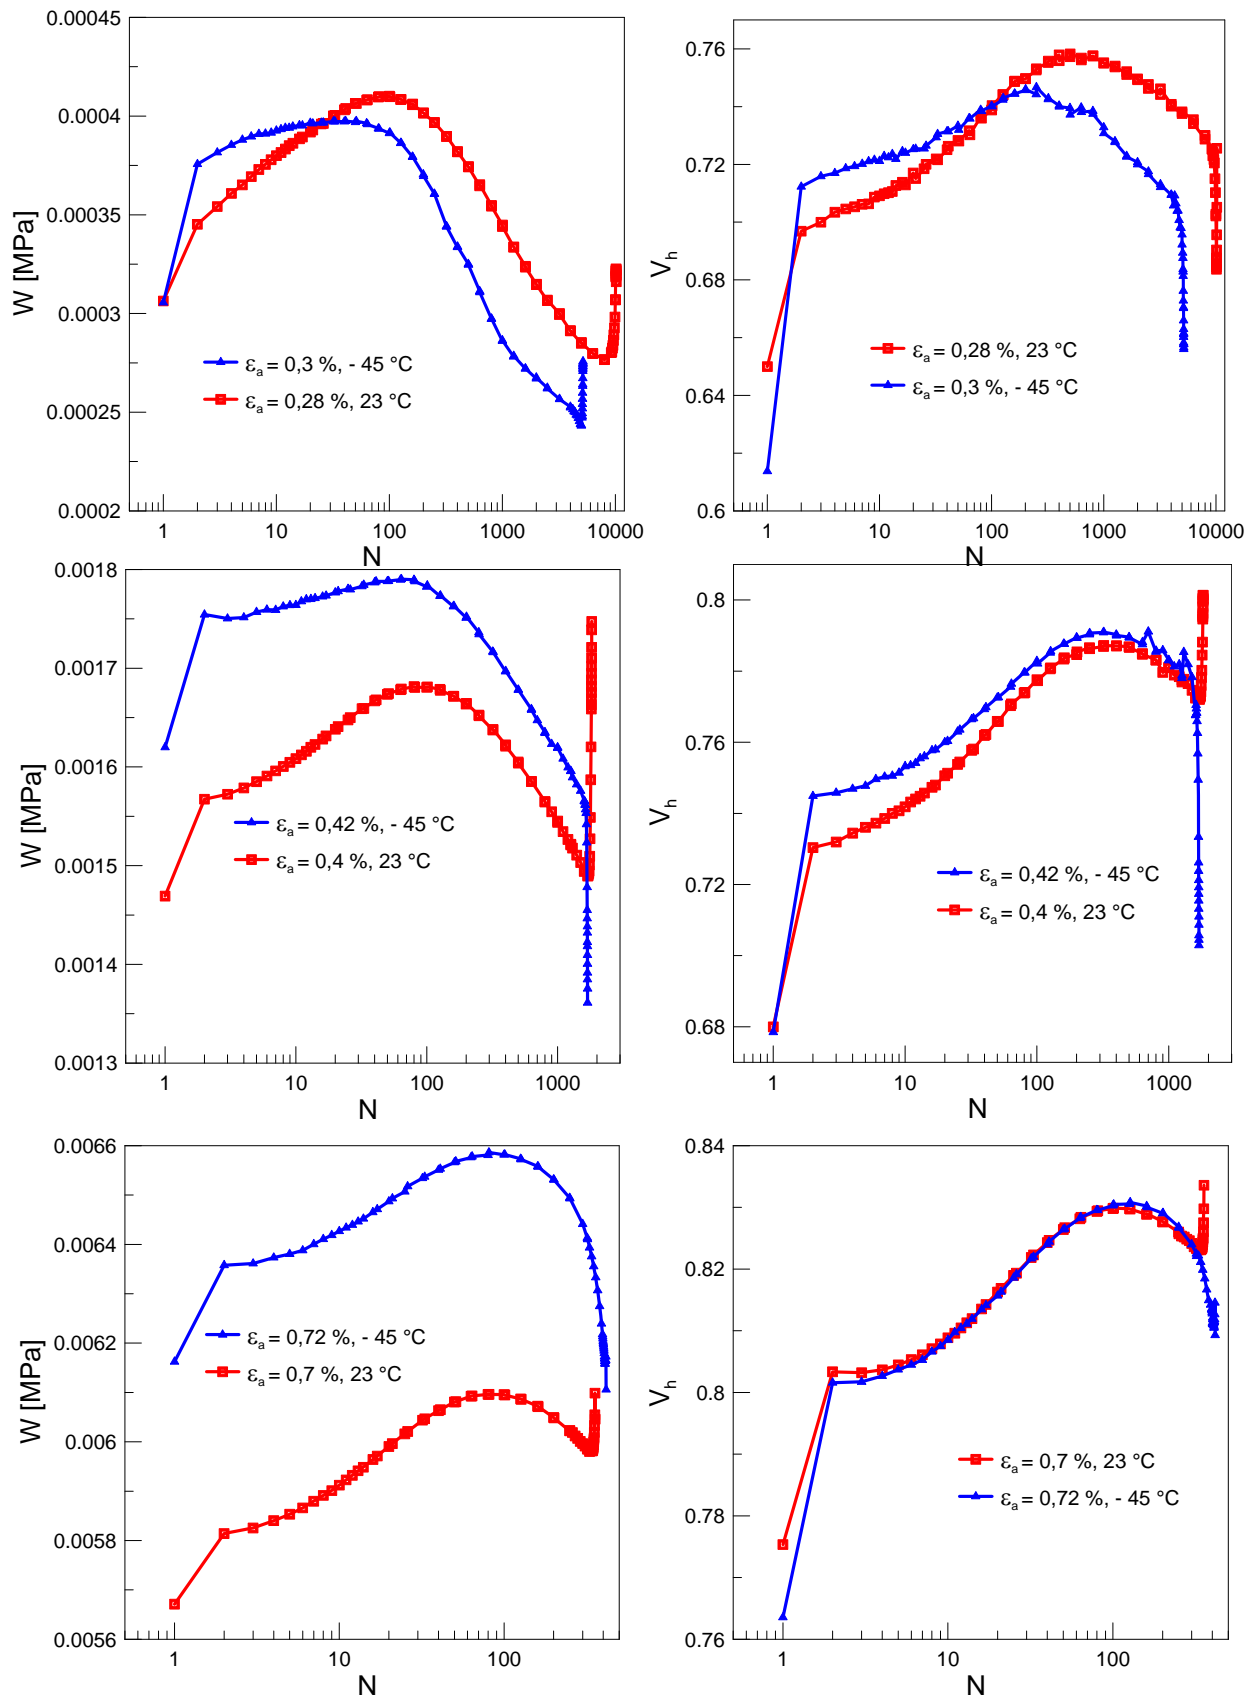 0.00045
0.0004
0.00035
0.0003
0.00025
0.0002
W [MPa]
εa = 0,3 %, - 45 °C
εa = 0,28 %, 23 °C
1 10 100 1000 10000
N
0.76
0.72
0.68
0.64
0.6
Vh
εa = 0,28 %, 23 °C
εa = 0,3 %, - 45 °C
1 10 100 1000 10000
N
0.0018
0.0017
0.0016
0.0015
0.0014
0.0013
W [MPa]
εa = 0,42 %, - 45 °C
εa = 0,4 %, 23 °C
1 10 100 1000
N
0.8
0.76
0.72
0.68
Vh
εa = 0,42 %, - 45 °C
εa = 0,4 %, 23 °C
1 10 100 1000
N
0.0066
0.0064
0.0062
0.006
0.0058
0.0056
W [MPa]
εa = 0,72 %, - 45 °C
εa = 0,7 %, 23 °C
1 10 100
N
0.84
0.82
0.8
0.78
0.76
Vh
εa = 0,7 %, 23 °C
εa = 0,72 %, - 45 °C
1 10 100
N